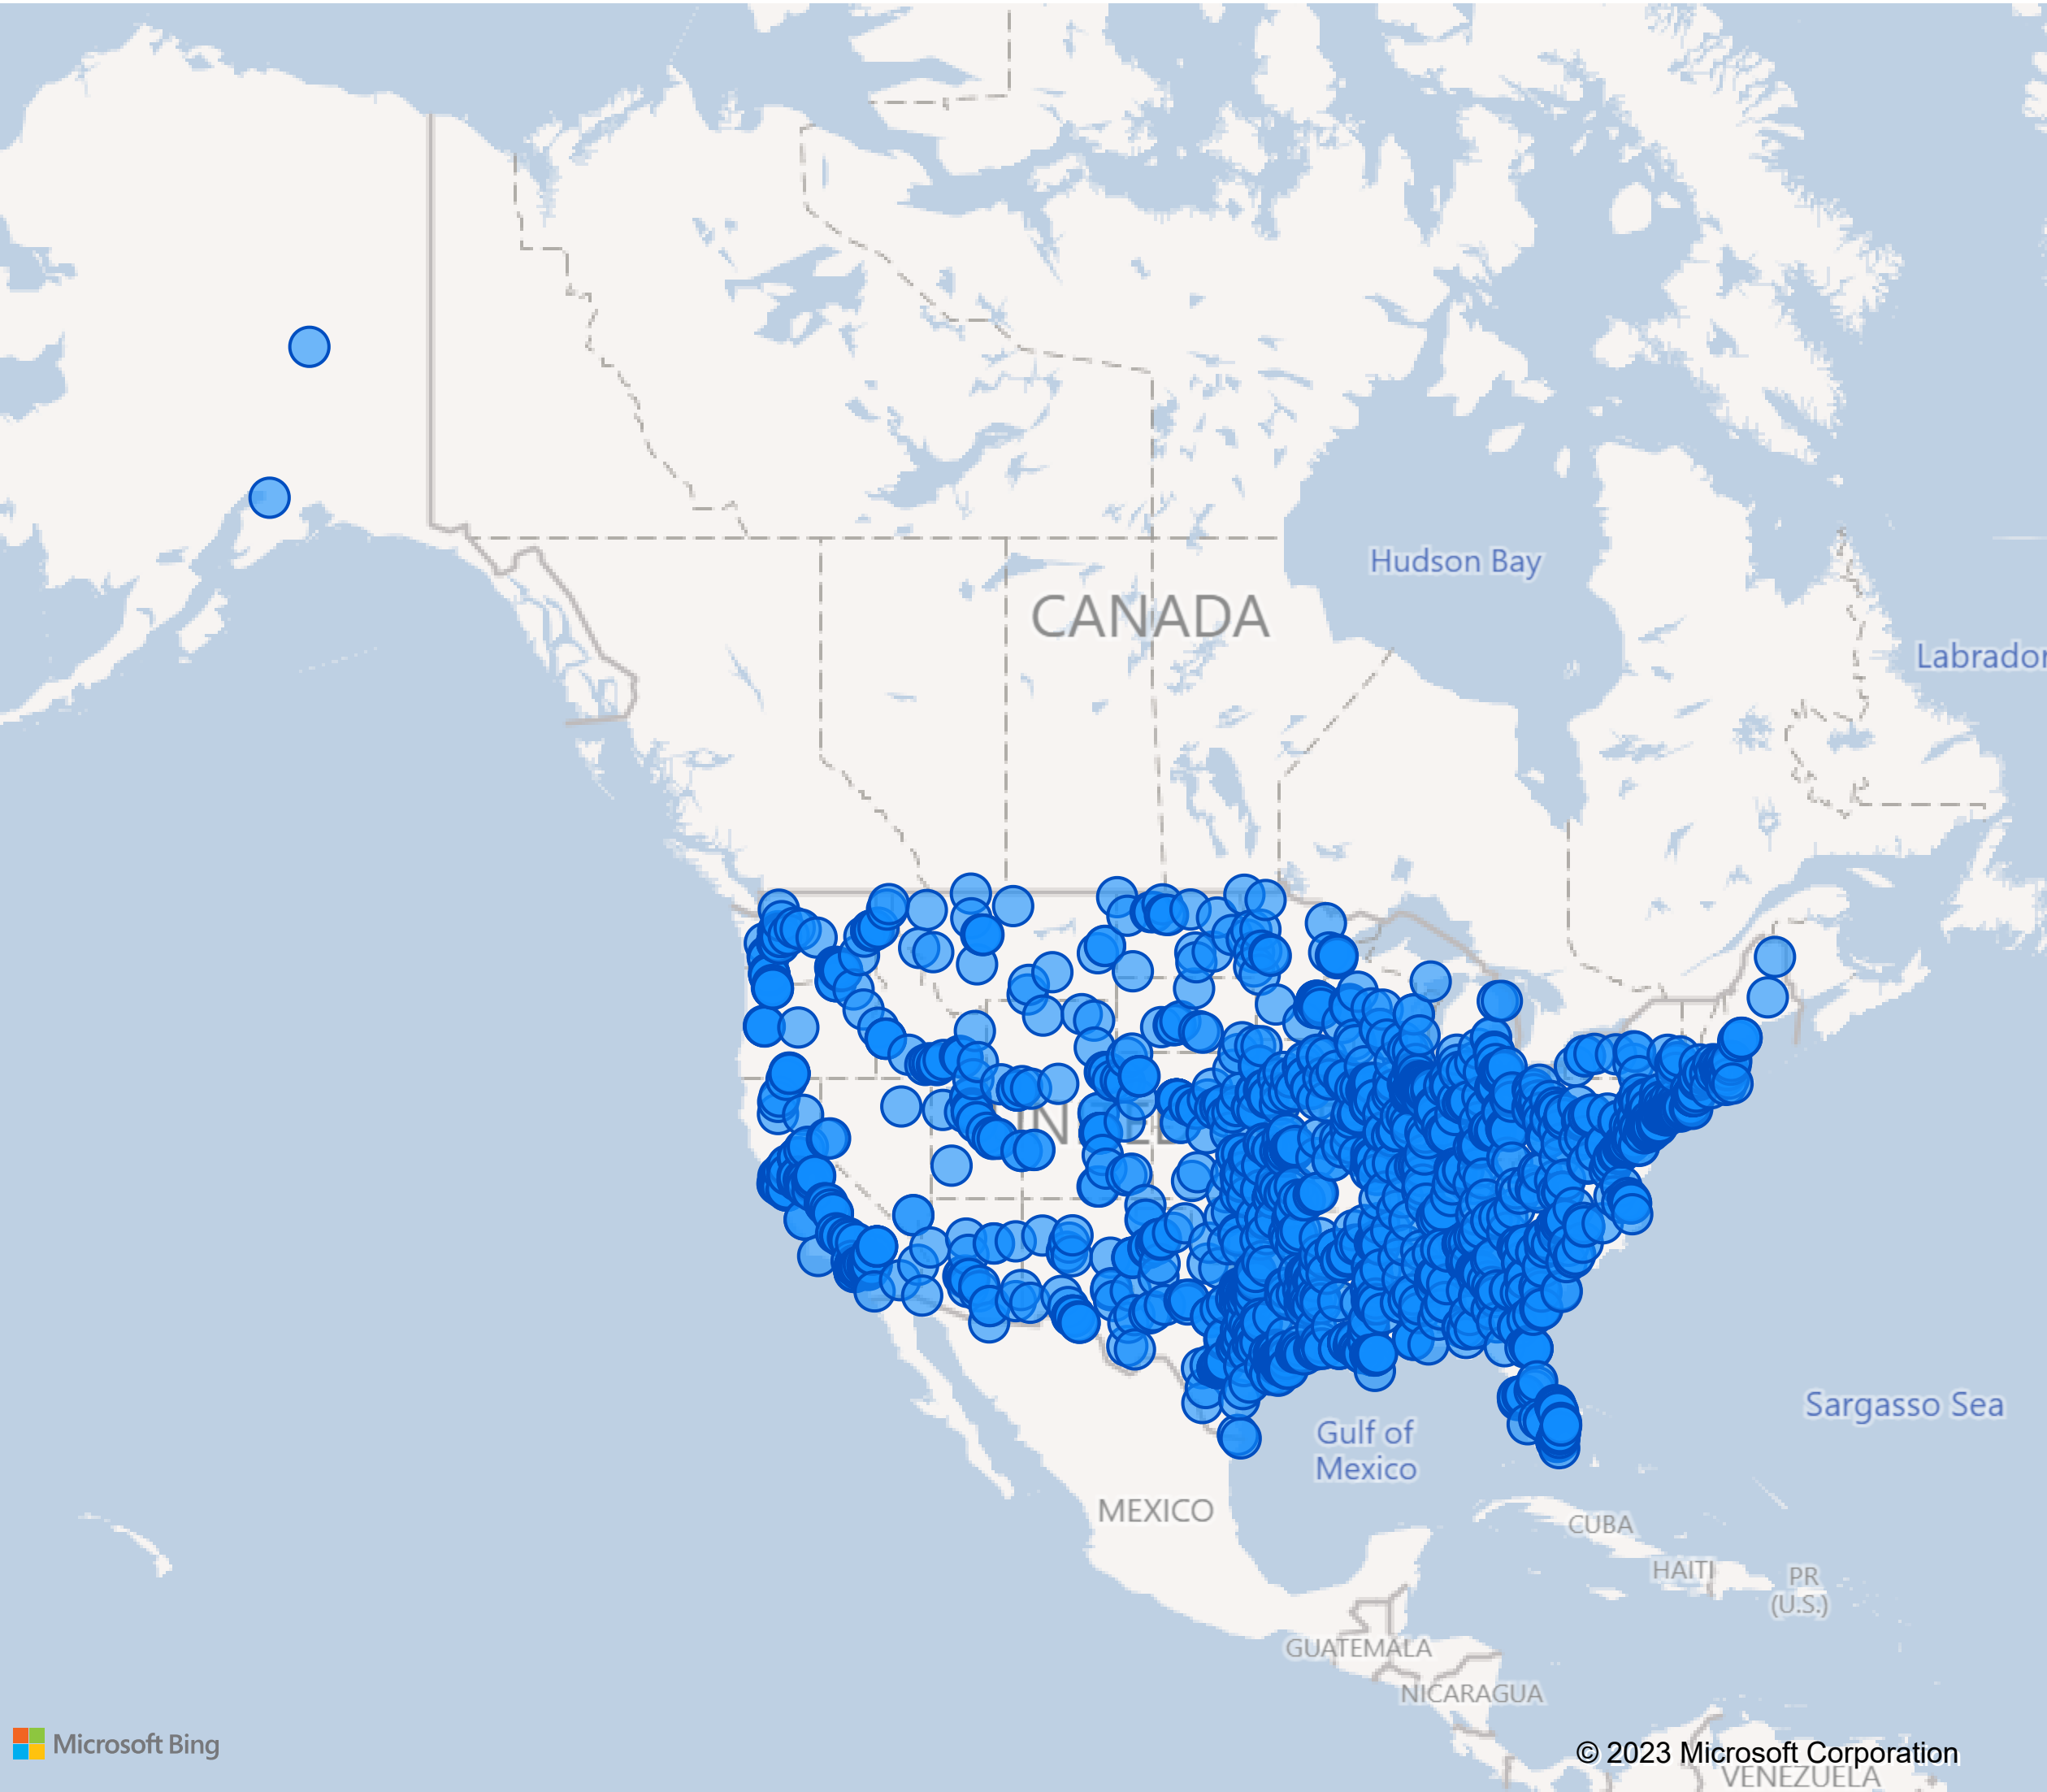 Hudson Bay
CANADA
Labrador
Sargasso Sea
Gulf of
Mexico
MEXICO
CUBA
HAITI
PR
(U.S.)
GUATEMALA
NICARAGUA
Microsoft Bing
© 2023 Microsoft Corporation
VENEZUELA